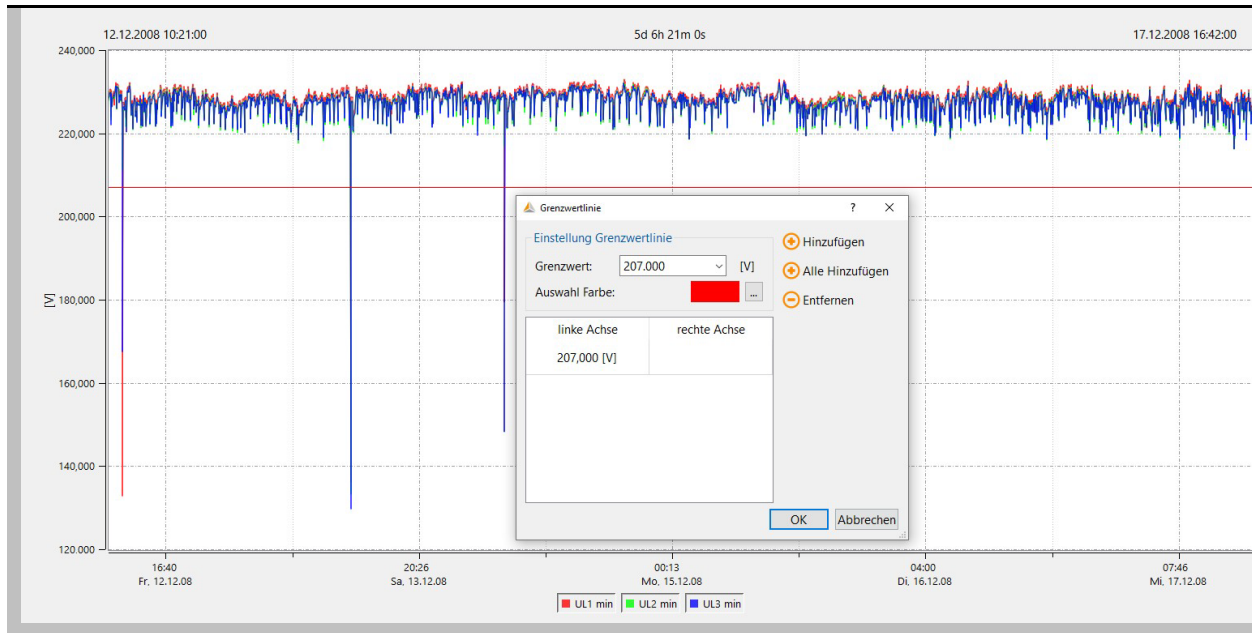 12.12.2008 10:21:00 5d 6h 21m 0s 17.12.2008 16:42:00
240,000
220,000
200,000
[V]
180,000
160,000
140,000
120.000
Grenzwertlinie ? ×
Einstellung Grenzwertlinie
Grenzwert: 207.000 [V]
Auswahl Farbe: ...
linke Achse rechte Achse
207,000 [V]
Hinzufügen
Alle Hinzufügen
Entfernen
OK Abbrechen
16:40 20:26 00:13 04:00 07:46
Fr, 12.12.08 Sa, 13.12.08 Mo, 15.12.08 Di, 16.12.08 Mi, 17.12.08
UL1 min UL2 min UL3 min